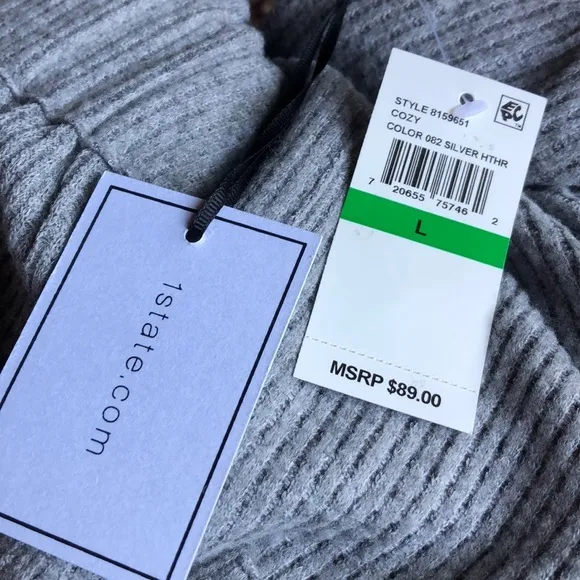 1state.com
STYLE 8159651
COZY
COLOR 082 SILVER HTHR
7 20655 75746 2
L
MSRP $89.00